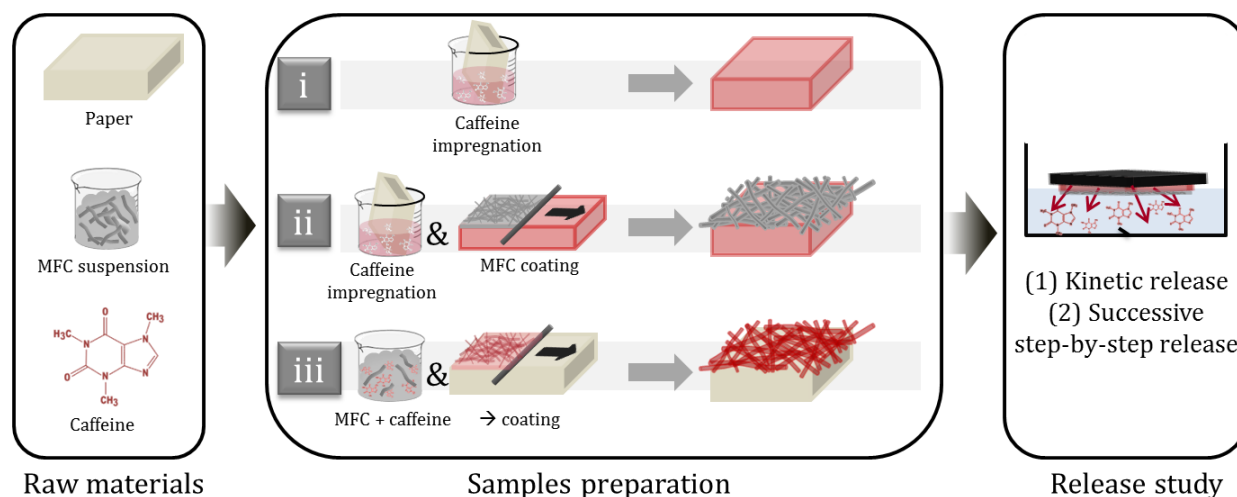 Paper
MFC suspension
H₃C
O
O
N
N
N
N
CH₃
CH₃
Caffeine
Raw materials
i
Caffeine
impregnation
ii
&
Caffeine
impregnation
MFC coating
iii
&
MFC + caffeine → coating
Samples preparation
(1) Kinetic release
(2) Successive
step-by-step release
Release study